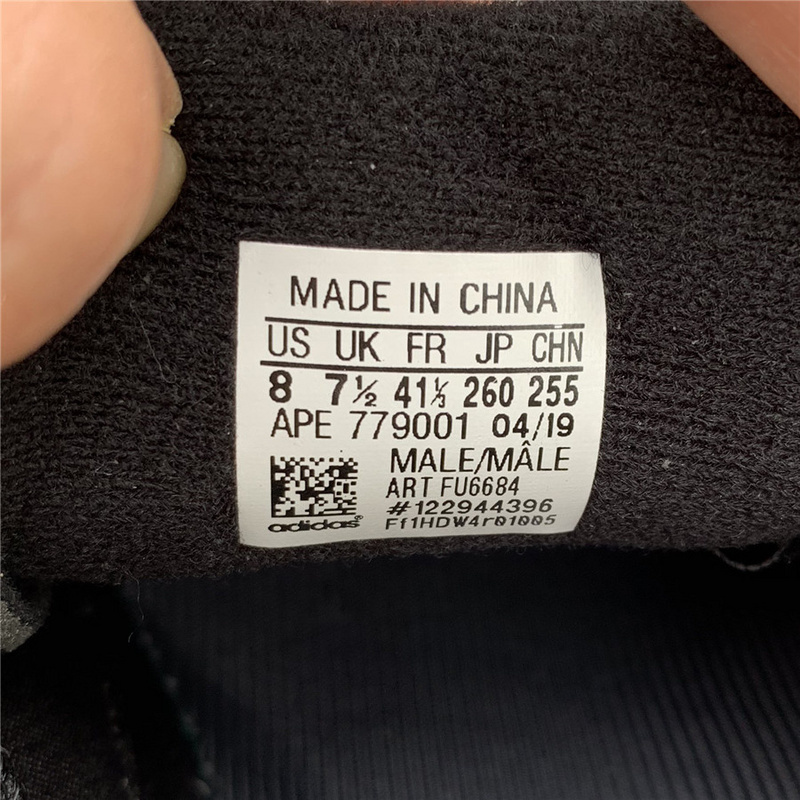 MADE IN CHINA
US UK FR JP CHN
8 7½ 41⅓ 260 255
APE 779001 04/19
MALE/MÂLE
ART FU6684
#122944396
Ff1HDW4r01005
adidas®